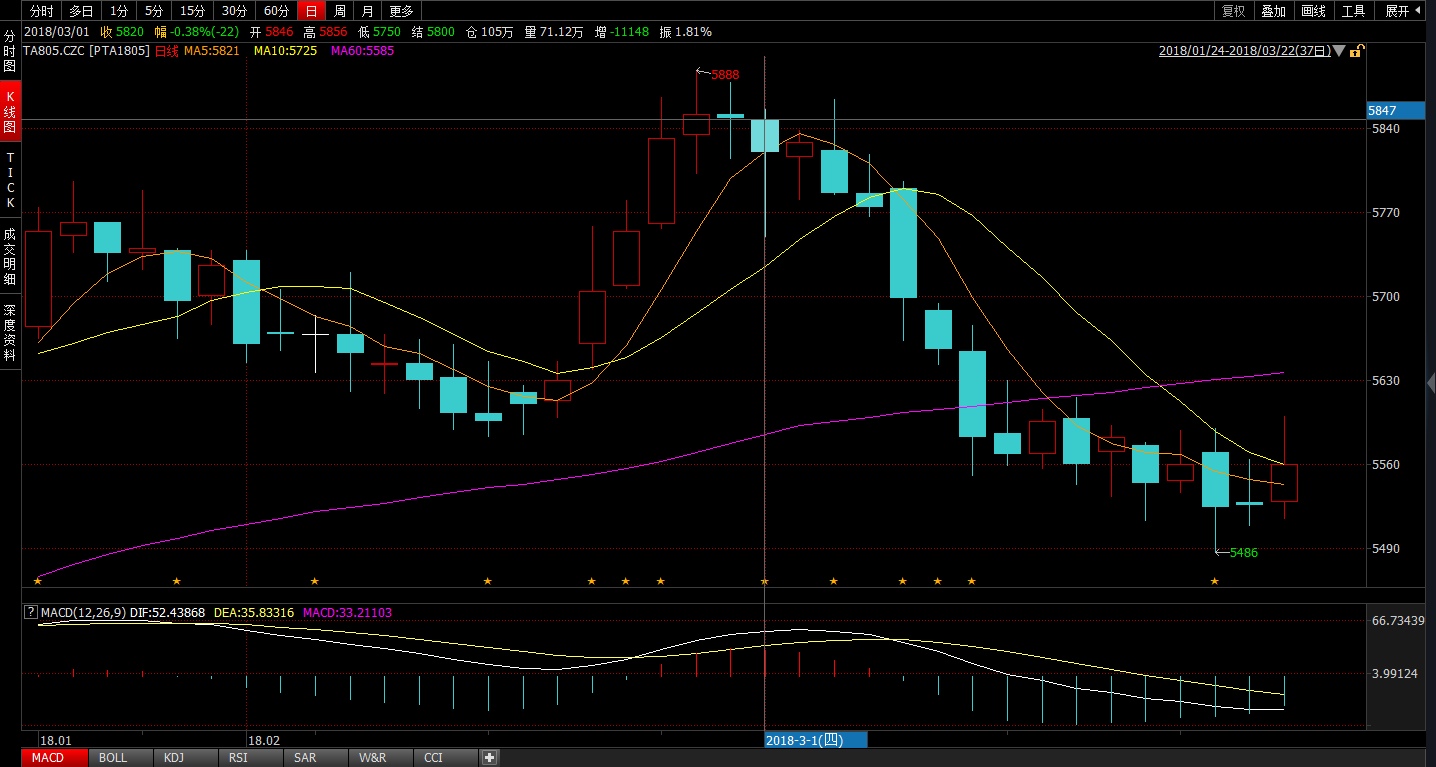 分时 多日 1分 5分 15分 30分 60分 日 周 月 更多 复权 叠加 画线 工具 展开
2018/03/01 收 5820 幅 -0.38%(-22) 开 5846 高 5856 低 5750 结 5800 仓 105万 量 71.12万 增 -11148 振 1.81%
TA805.CZC [PTA1805] 日线 MA5:5821 MA10:5725 MA60:5585 2018/01/24-2018/03/22(37日)
分时图
K线图
TICK
成交明细
深度资料
5888
5847
5840
5770
5700
5630
5560
5490
5486
? MACD(12,26,9) DIF:52.43868 DEA:35.83316 MACD:33.21103
66.73439
3.99124
18.01 18.02 2018-3-1(四)
MACD BOLL KDJ RSI SAR W&R CCI